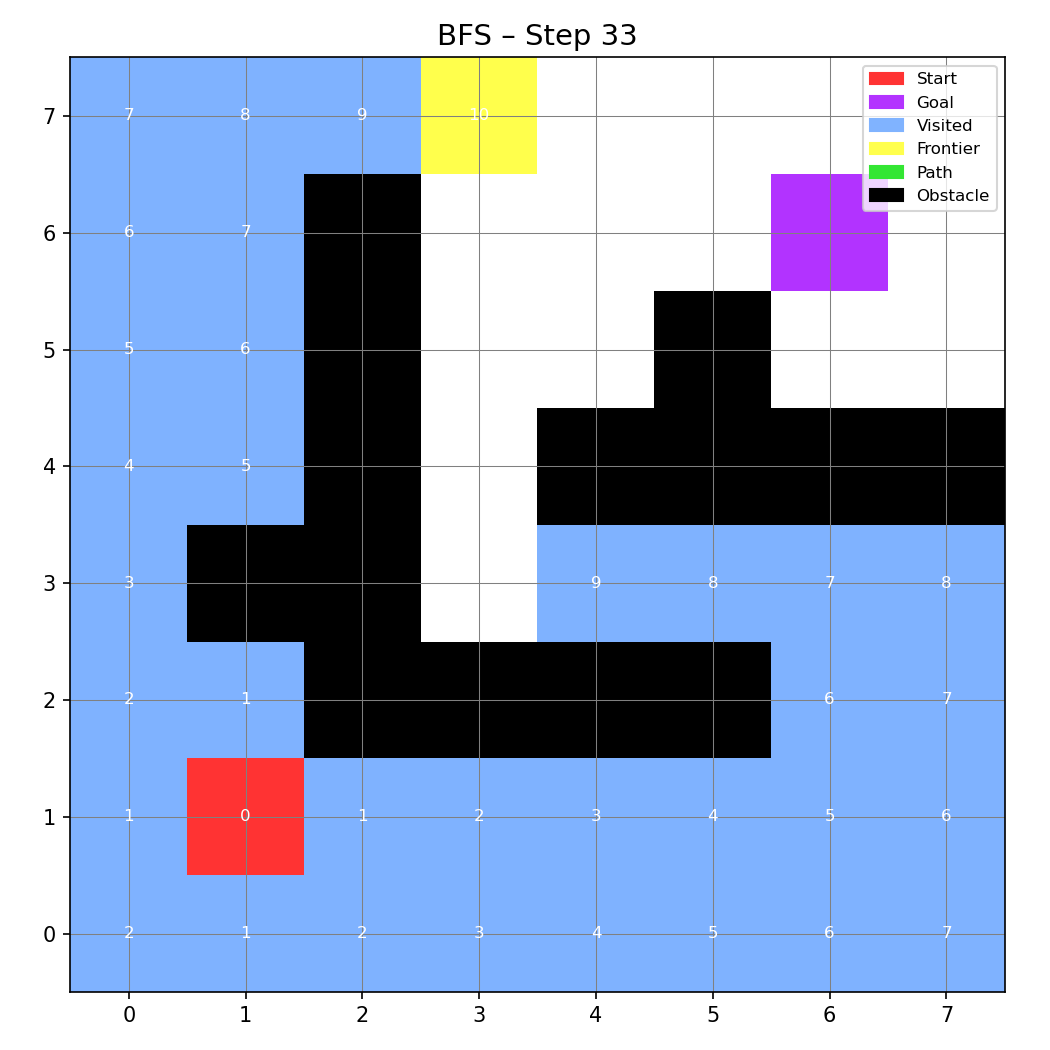 BFS – Step 33
Start
Goal
Visited
Frontier
Path
Obstacle
7 7 8 9 10
6 6 7
5 5 6
4 4 5
3 3 9 8 7 8
2 2 1 6 7
1 1 0 1 2 3 4 5 6
0 2 1 2 3 4 5 6 7
0 1 2 3 4 5 6 7